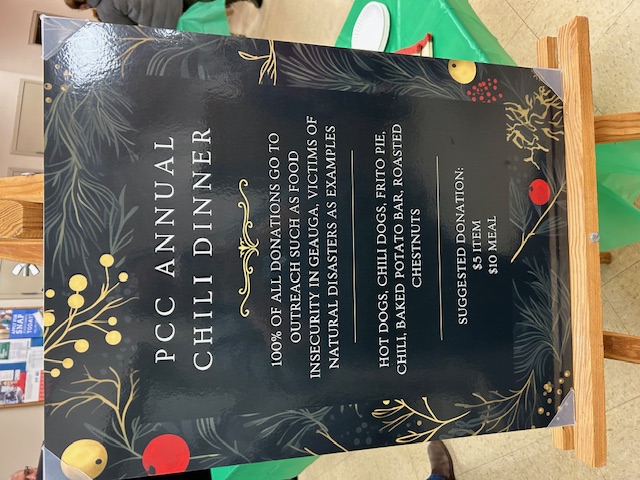 SNAP
TODAY
PCC ANNUAL
CHILI DINNER
100% OF ALL DONATIONS GO TO
OUTREACH SUCH AS FOOD
INSECURITY IN GEAUGA, VICTIMS OF
NATURAL DISASTERS AS EXAMPLES
HOT DOGS, CHILI DOGS, FRITO PIE,
CHILI, BAKED POTATO BAR, ROASTED
CHESTNUTS
SUGGESTED DONATION:
$5 ITEM
$10 MEAL